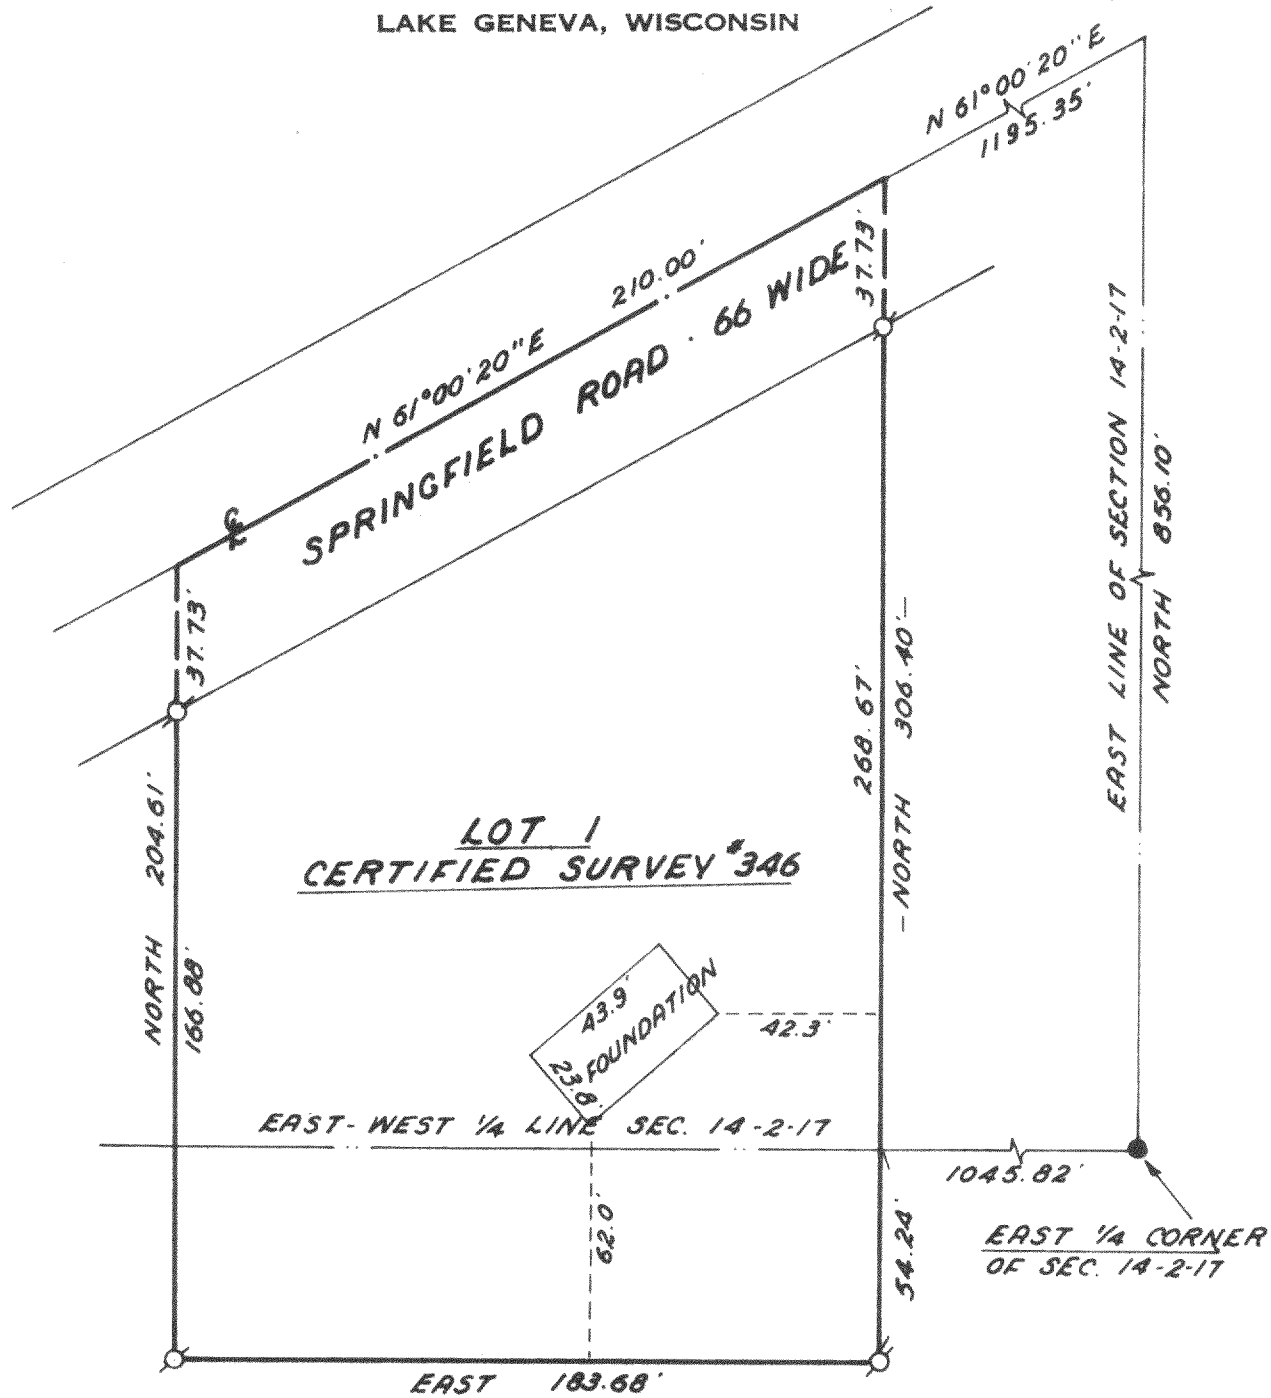 LAKE GENEVA, WISCONSIN
N 61°00'20" E
1195.35'
37.73'
210.00'
N 61°00'20" E
SPRINGFIELD ROAD · 66 WIDE
℄
37.73'
EAST LINE OF SECTION 14-2-17
NORTH 856.10'
268.67'
NORTH 306.40'
NORTH 204.61'
166.88'
LOT 1
CERTIFIED SURVEY #346
43.9'
FOUNDATION
23.8'
42.3'
EAST-WEST 1/4 LINE SEC. 14-2-17
1045.82'
62.0'
54.24'
EAST 1/4 CORNER
OF SEC. 14-2-17
EAST 183.68'